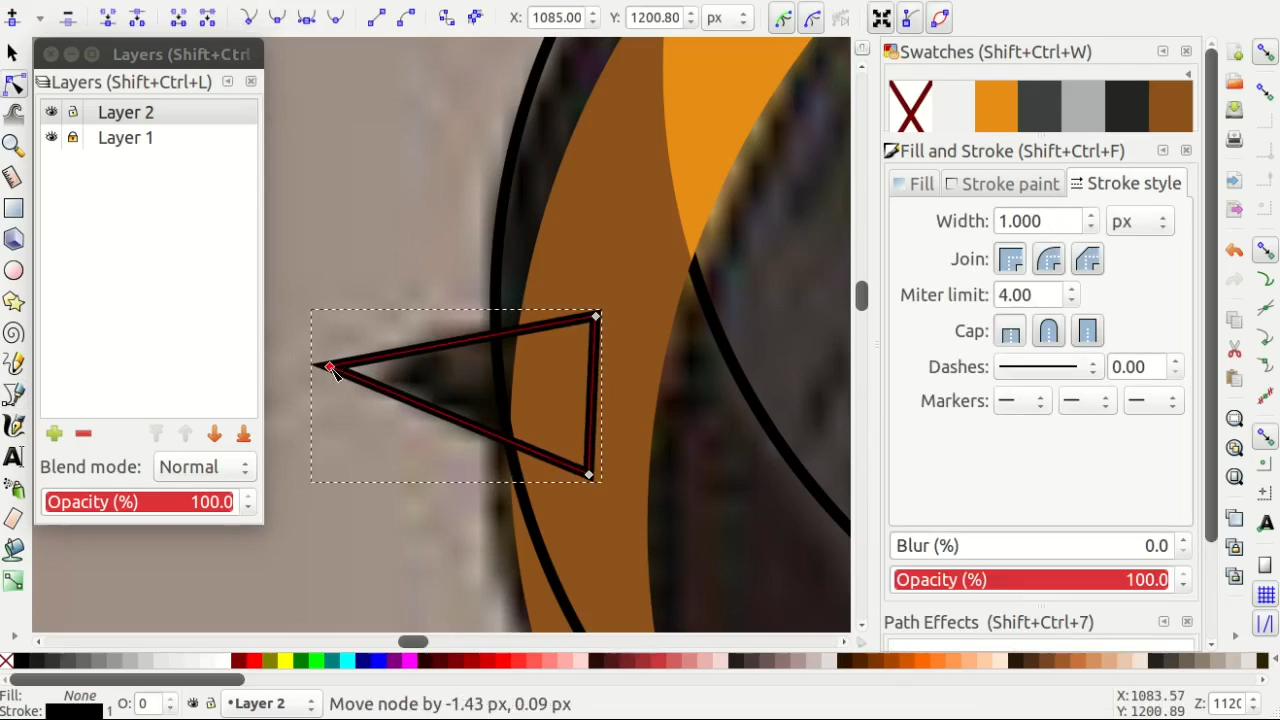 X: 1085.00 Y: 1200.80 px
Layers (Shift+Ctrl
Layers (Shift+Ctrl+L)
Layer 2
Layer 1
Blend mode: Normal
Opacity (%) 100.0
Swatches (Shift+Ctrl+W)
Fill and Stroke (Shift+Ctrl+F)
Fill Stroke paint Stroke style
Width: 1.000 px
Join:
Miter limit: 4.00
Cap:
Dashes: 0.00
Markers:
Blur (%) 0.0
Opacity (%) 100.0
Path Effects (Shift+Ctrl+7)
Fill: None
Stroke: 1 O: 0 •Layer 2 Move node by -1.43 px, 0.09 px
X:1083.57
Y:1200.89 Z: 112